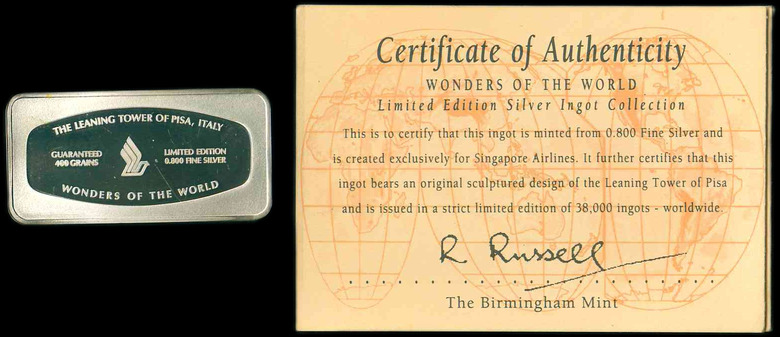 THE LEANING TOWER OF PISA, ITALY
GUARANTEED
400 GRAINS
LIMITED EDITION
0.800 FINE SILVER
WONDERS OF THE WORLD
Certificate of Authenticity
WONDERS OF THE WORLD
Limited Edition Silver Ingot Collection
This is to certify that this ingot is minted from 0.800 Fine Silver and
is created exclusively for Singapore Airlines. It further certifies that this
ingot bears an original sculptured design of the Leaning Tower of Pisa
and is issued in a strict limited edition of 38,000 ingots - worldwide.
R Russell
The Birmingham Mint